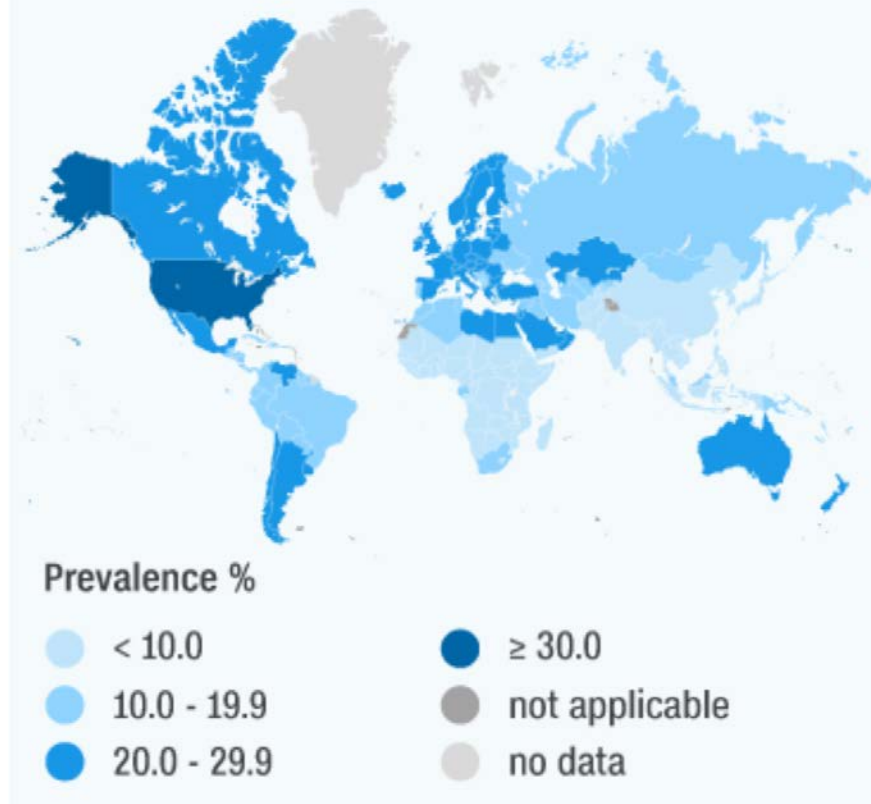 Prevalence %
< 10.0
10.0 - 19.9
20.0 - 29.9
≥ 30.0
not applicable
no data